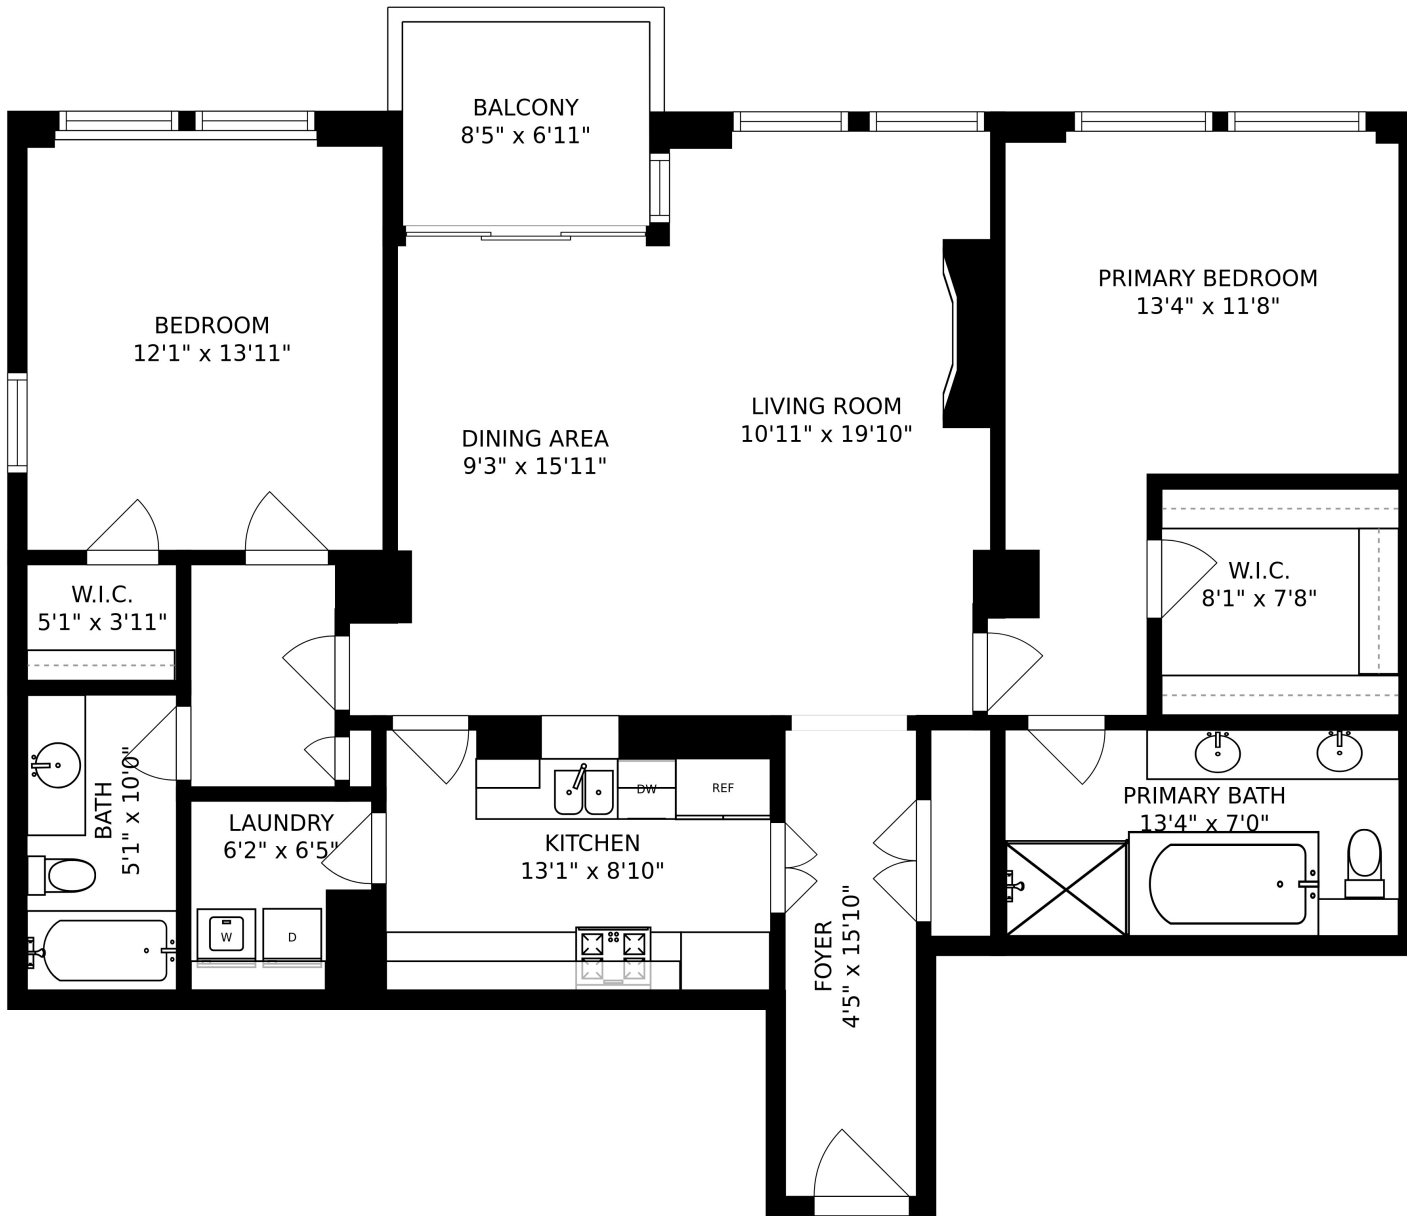 BALCONY
8'5" x 6'11"
PRIMARY BEDROOM
13'4" x 11'8"
BEDROOM
12'1" x 13'11"
LIVING ROOM
10'11" x 19'10"
DINING AREA
9'3" x 15'11"
W.I.C.
8'1" x 7'8"
W.I.C.
5'1" x 3'11"
BATH
5'1" x 10'0"
LAUNDRY
6'2" x 6'5"
W
D
DW
REF
KITCHEN
13'1" x 8'10"
FOYER
4'5" x 15'10"
PRIMARY BATH
13'4" x 7'0"